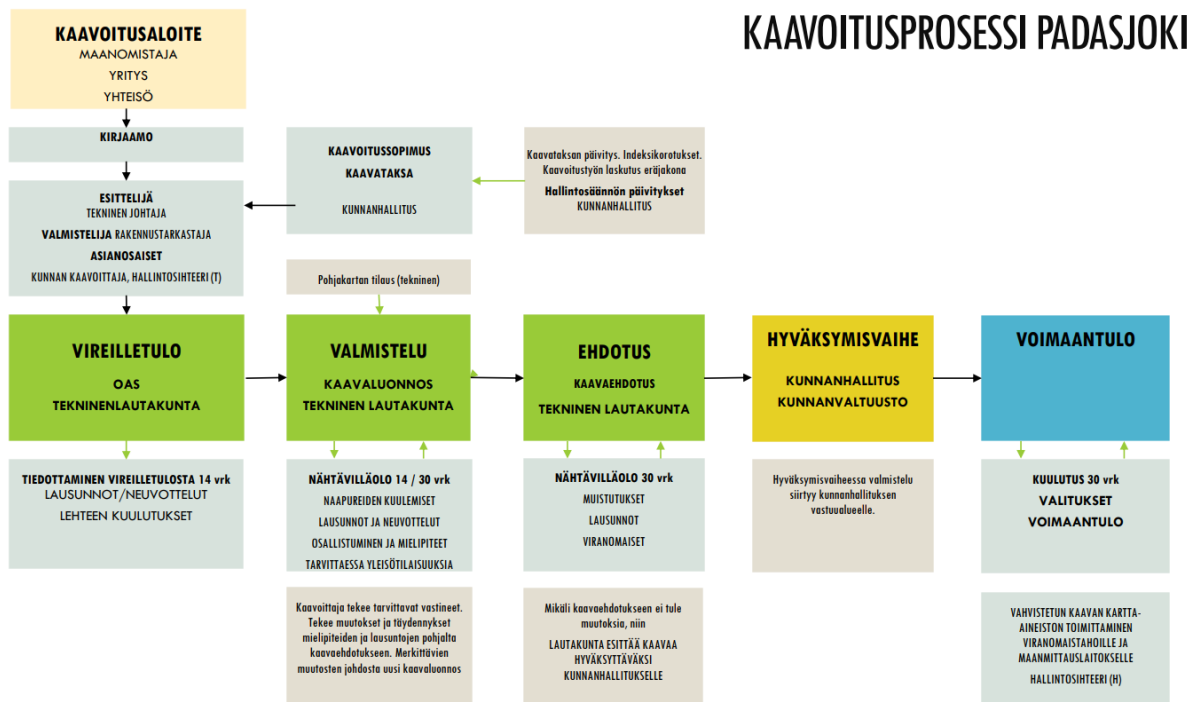 KAAVOITUSPROSESSI PADASJOKI
KAAVOITUSALOITE
MAANOMISTAJA
YRITYS
YHTEISÖ
KIRJAAMO
ESITTELIJÄ
TEKNINEN JOHTAJA
VALMISTELIJA RAKENNUSTARKASTAJA
ASIANOSAISET
KUNNAN KAAVOITTAJA, HALLINTOSIHTEERI (T)
KAAVOITUSSOPIMUS
KAAVATAKSA
KUNNANHALLITUS
Kaavataksan päivitys. Indeksikorotukset.
Kaavoitustyön laskutus eräjakona
Hallintosäännön päivitykset
KUNNANHALLITUS
Pohjakartan tilaus (tekninen)
VIREILLETULO
OAS
TEKNINENLAUTAKUNTA
VALMISTELU
KAAVALUONNOS
TEKNINEN LAUTAKUNTA
EHDOTUS
KAAVAEHDOTUS
TEKNINEN LAUTAKUNTA
HYVÄKSYMISVAIHE
KUNNANHALLITUS
KUNNANVALTUUSTO
VOIMAANTULO
TIEDOTTAMINEN VIREILLETULOSTA 14 vrk
LAUSUNNOT/NEUVOTTELUT
LEHTEEN KUULUTUKSET
NÄHTÄVILLÄOLO 14 / 30 vrk
NAAPUREIDEN KUULEMISET
LAUSUNNOT JA NEUVOTTELUT
OSALLISTUMINEN JA MIELIPITEET
TARVITTAESSA YLEISÖTILAISUUKSIA
NÄHTÄVILLÄOLO 30 vrk
MUISTUTUKSET
LAUSUNNOT
VIRANOMAISET
Hyväksymisvaiheessa valmistelu
siirtyy kunnanhallituksen
vastuualueelle.
KUULUTUS 30 vrk
VALITUKSET
VOIMAANTULO
Kaavoittaja tekee tarvittavat vastineet.
Tekee muutokset ja täydennykset
mielipiteiden ja lausuntojen pohjalta
kaavaehdotukseen. Merkittävien
muutosten johdosta uusi kaavaluonnos
Mikäli kaavaehdotukseen ei tule
muutoksia, niin
LAUTAKUNTA ESITTÄÄ KAAVAA
HYVÄKSYTTÄVÄKSI
KUNNANHALLITUKSELLE
VAHVISTETUN KAAVAN KARTTA-
AINEISTON TOIMITTAMINEN
VIRANOMAISTAHOILLE JA
MAANMITTAUSLAITOKSELLE
HALLINTOSIHTEERI (H)